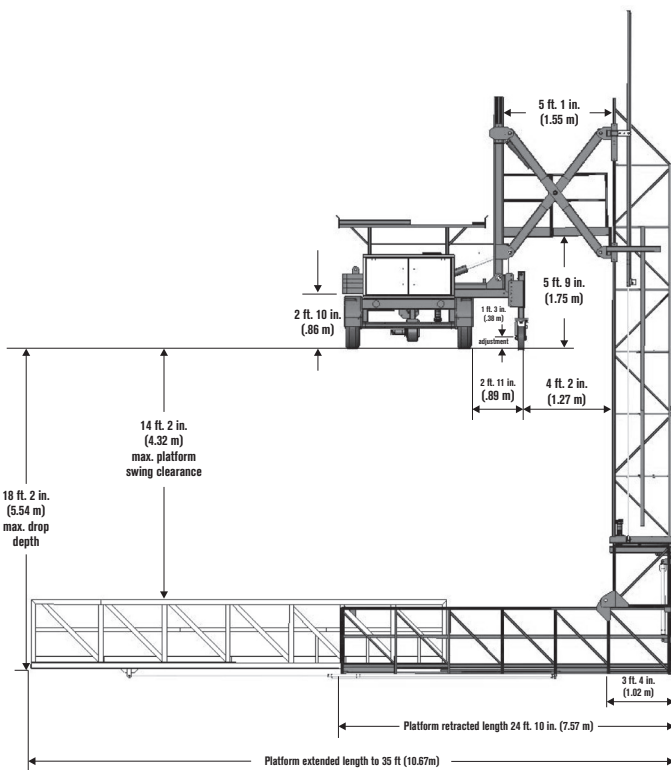 5 ft. 1 in.
(1.55 m)
5 ft. 9 in.
(1.75 m)
2 ft. 10 in.
(.86 m)
1 ft. 3 in.
(.38 m)
adjustment
2 ft. 11 in.
(.89 m)
4 ft. 2 in.
(1.27 m)
14 ft. 2 in.
(4.32 m)
max. platform
swing clearance
18 ft. 2 in.
(5.54 m)
max. drop
depth
3 ft. 4 in.
(1.02 m)
Platform retracted length 24 ft. 10 in. (7.57 m)
Platform extended length to 35 ft (10.67m)